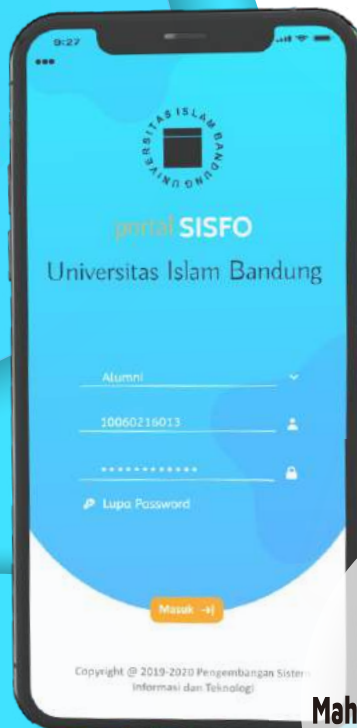 9:27
UNIVERSITAS ISLAM BANDUNG
portal SISFO
Universitas Islam Bandung
Alumni
10060216013
************
Lupa Password
Masuk
Copyright @ 2019-2020 Pengembangan Sistem
Informasi dan Teknologi
Mah